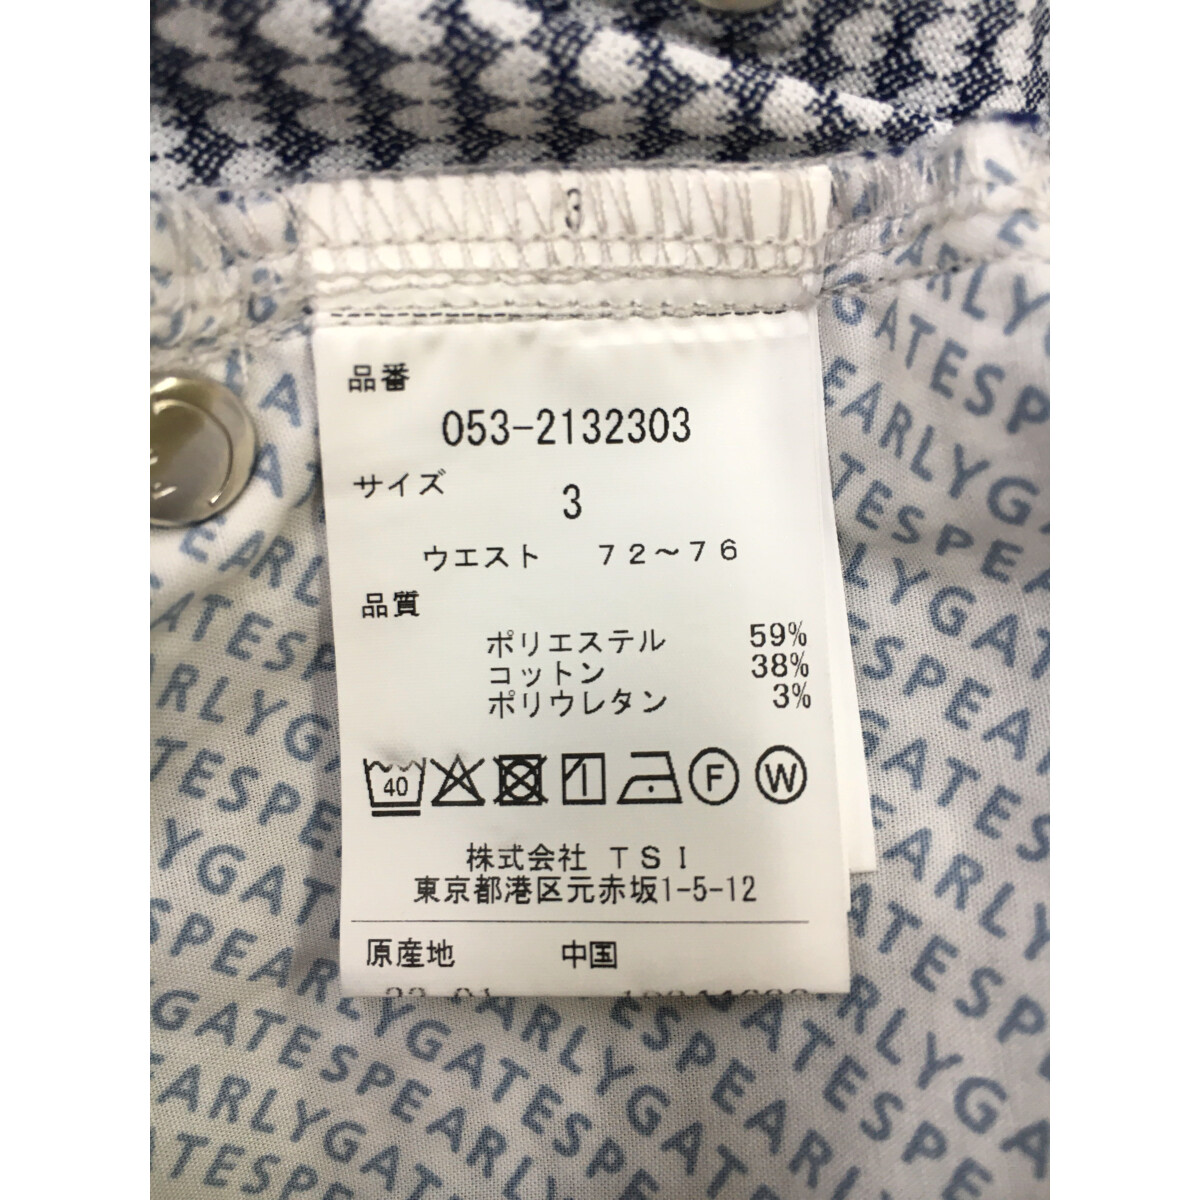 3
品番
053-2132303
サイズ
3
ウエスト 72～76
品質
ポリエステル 59%
コットン 38%
ポリウレタン 3%
40
F
W
株式会社 TSI
東京都港区元赤坂1-5-12
原産地 中国
PEARLYGATES